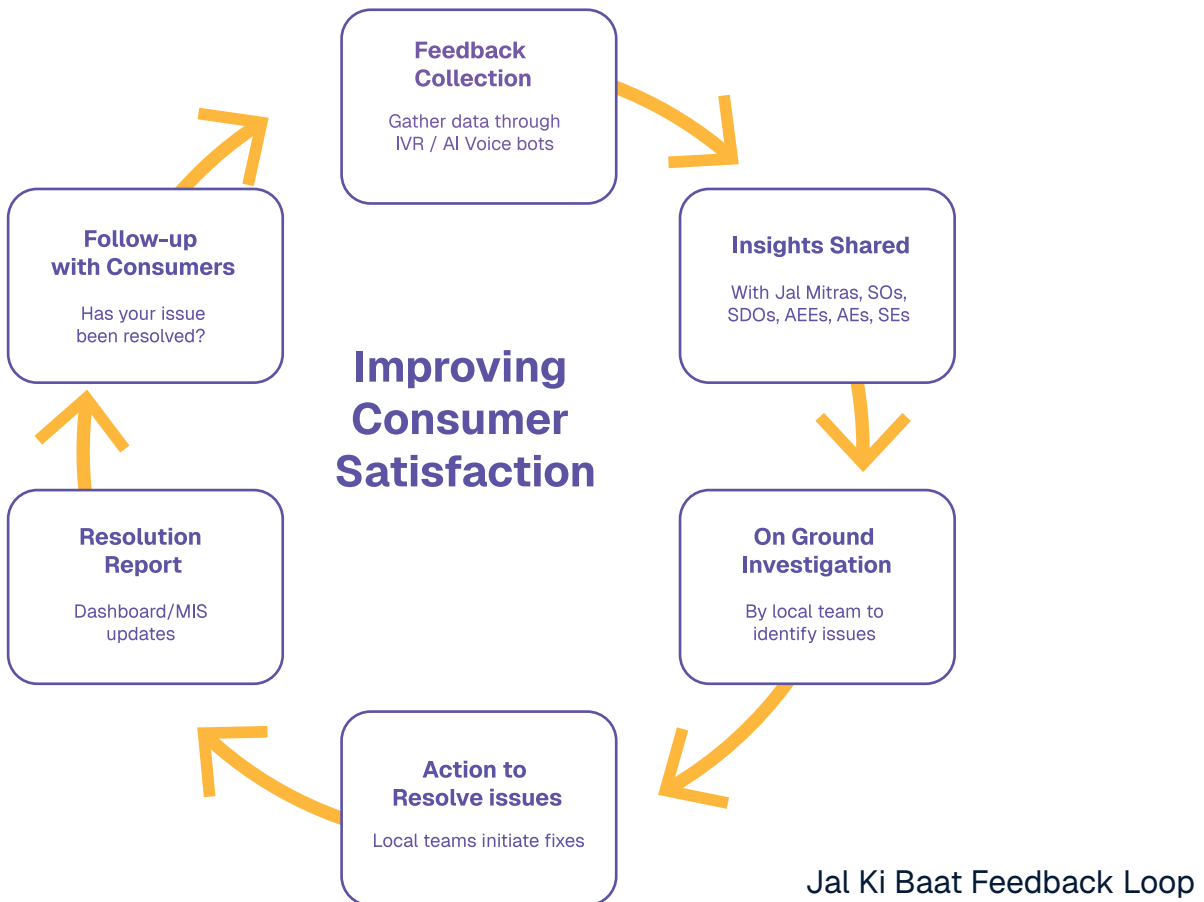 Feedback
Collection
Gather data through
IVR / AI Voice bots
Insights Shared
With Jal Mitras, SOs,
SDOs, AEEs, AEs, SEs
On Ground
Investigation
By local team to
identify issues
Action to
Resolve issues
Local teams initiate fixes
Resolution
Report
Dashboard/MIS
updates
Follow-up
with Consumers
Has your issue
been resolved?
Improving
Consumer
Satisfaction
Jal Ki Baat Feedback Loop